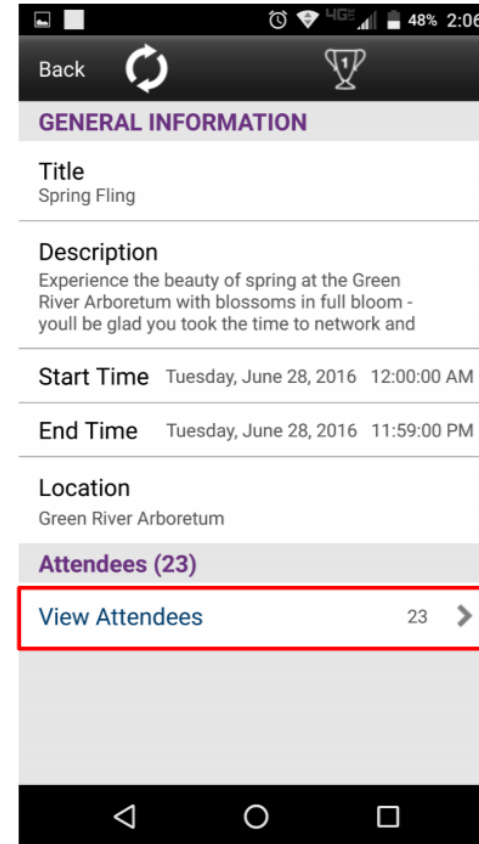 4GE 48% 2:06
Back 1
GENERAL INFORMATION
Title
Spring Fling
Description
Experience the beauty of spring at the Green
River Arboretum with blossoms in full bloom -
youll be glad you took the time to network and
Start Time Tuesday, June 28, 2016 12:00:00 AM
End Time Tuesday, June 28, 2016 11:59:00 PM
Location
Green River Arboretum
Attendees (23)
View Attendees 23